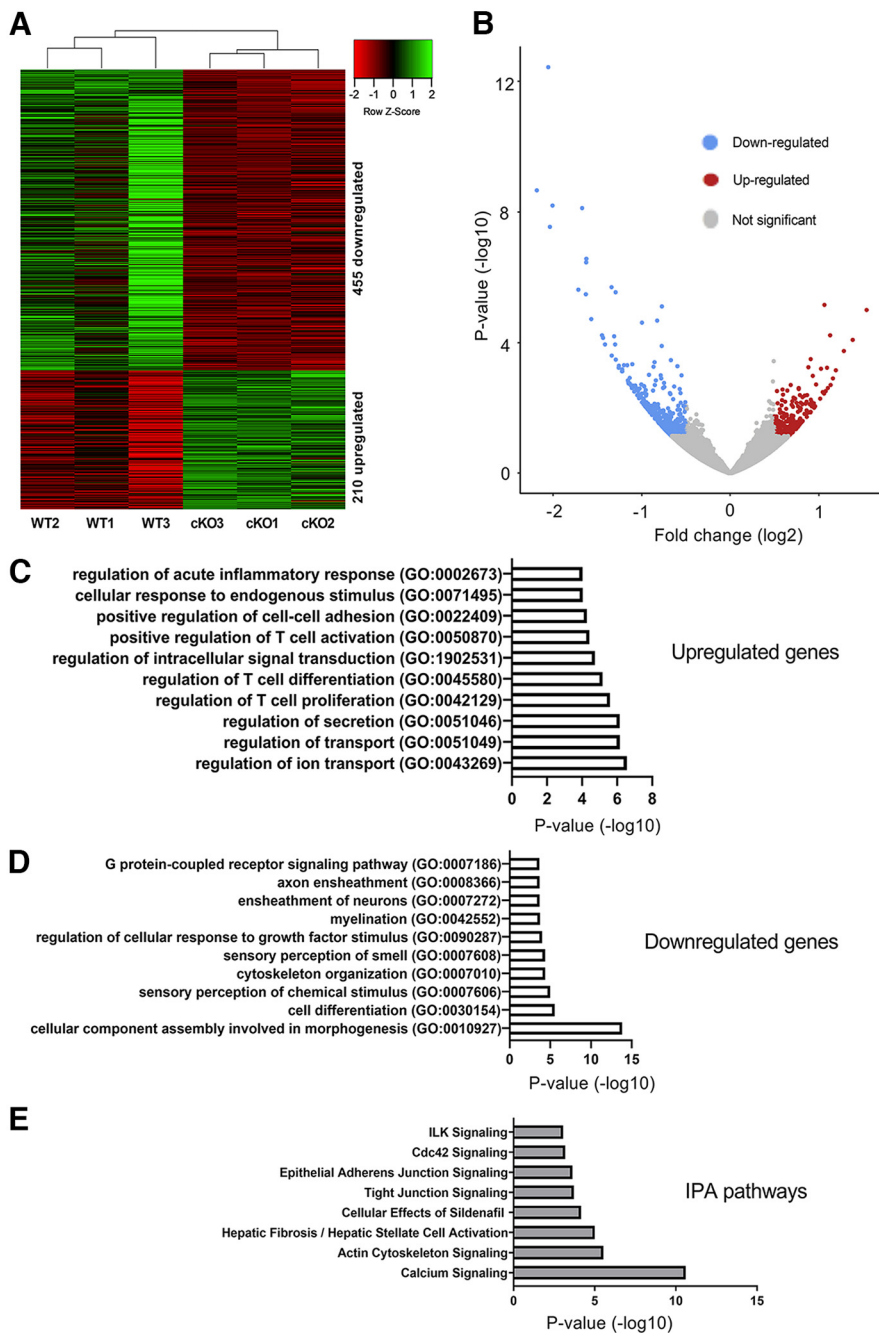 A
-2 -1 0 1 2
Row Z-Score
455 downregulated
210 upregulated
WT2 WT1 WT3 cKO3 cKO1 cKO2
B
12
8
4
0
P-value (-log10)
Down-regulated
Up-regulated
Not significant
-2 -1 0 1
Fold change (log2)
C
regulation of acute inflammatory response (GO:0002673)
cellular response to endogenous stimulus (GO:0071495)
positive regulation of cell-cell adhesion (GO:0022409)
positive regulation of T cell activation (GO:0050870)
regulation of intracellular signal transduction (GO:1902531)
regulation of T cell differentiation (GO:0045580)
regulation of T cell proliferation (GO:0042129)
regulation of secretion (GO:0051046)
regulation of transport (GO:0051049)
regulation of ion transport (GO:0043269)
0 2 4 6 8
P-value (-log10)
Upregulated genes
D
G protein-coupled receptor signaling pathway (GO:0007186)
axon ensheathment (GO:0008366)
ensheathment of neurons (GO:0007272)
myelination (GO:0042552)
regulation of cellular response to growth factor stimulus (GO:0090287)
sensory perception of smell (GO:0007608)
cytoskeleton organization (GO:0007010)
sensory perception of chemical stimulus (GO:0007606)
cell differentiation (GO:0030154)
cellular component assembly involved in morphogenesis (GO:0010927)
0 5 10 15
P-value (-log10)
Downregulated genes
E
ILK Signaling
Cdc42 Signaling
Epithelial Adherens Junction Signaling
Tight Junction Signaling
Cellular Effects of Sildenafil
Hepatic Fibrosis / Hepatic Stellate Cell Activation
Actin Cytoskeleton Signaling
Calcium Signaling
0 5 10 15
P-value (-log10)
IPA pathways